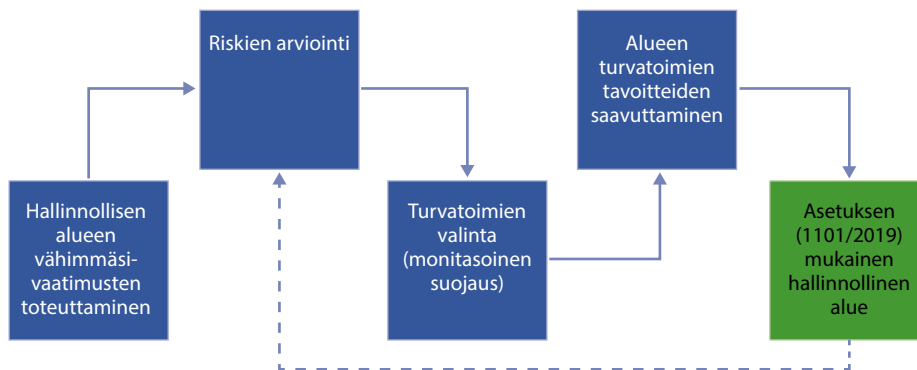 Hallinnollisen
alueen
vähimmäsi-
vaatimusten
toteuttaminen
Riskien arviointi
Turvatoimien
valinta
(monitasoinen
suojaus)
Alueen
turvatoimien
tavoitteiden
saavuttaminen
Asetuksen
(1101/2019)
mukainen
hallinnollinen
alue